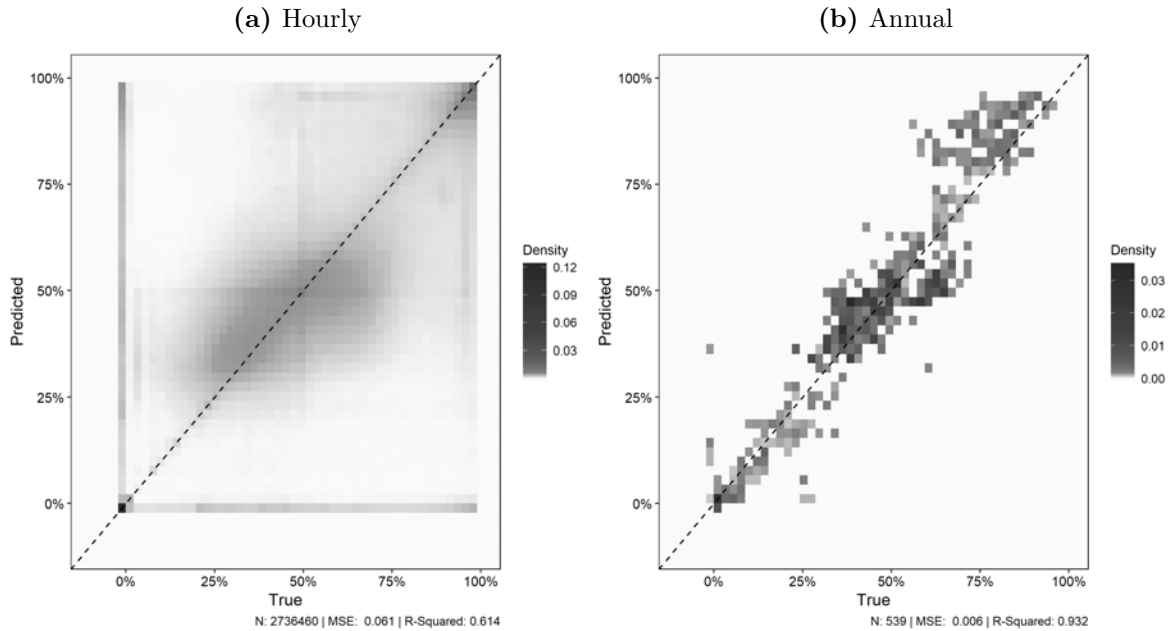 (a) Hourly
(b) Annual
100%
75%
50%
25%
0%
Predicted
0%
25%
50%
75%
100%
True
N: 2736460 | MSE: 0.061 | R-Squared: 0.614
Density
0.12
0.09
0.06
0.03
100%
75%
50%
25%
0%
Predicted
0%
25%
50%
75%
100%
True
N: 539 | MSE: 0.006 | R-Squared: 0.932
Density
0.03
0.02
0.01
0.00